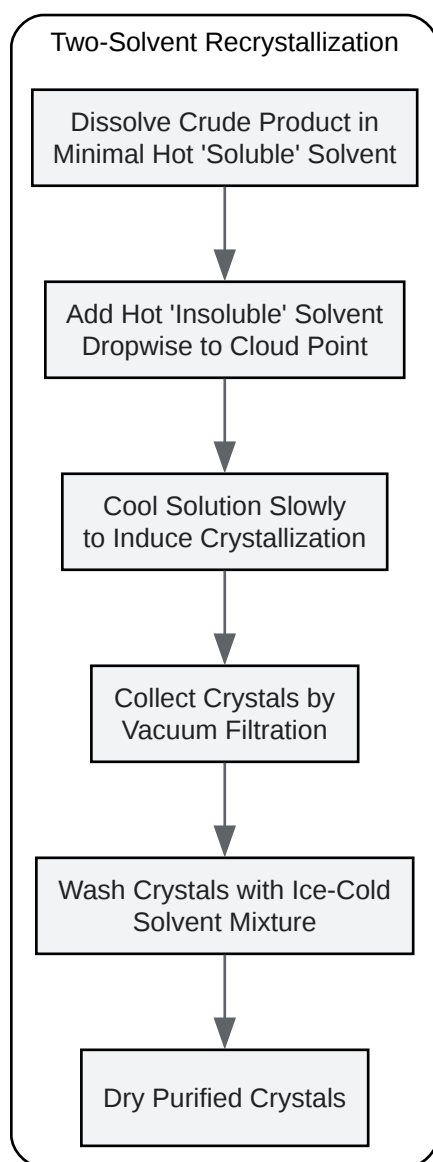 Two-Solvent Recrystallization
Dissolve Crude Product in
Minimal Hot 'Soluble' Solvent
Add Hot 'Insoluble' Solvent
Dropwise to Cloud Point
Cool Solution Slowly
to Induce Crystallization
Collect Crystals by
Vacuum Filtration
Wash Crystals with Ice-Cold
Solvent Mixture
Dry Purified Crystals